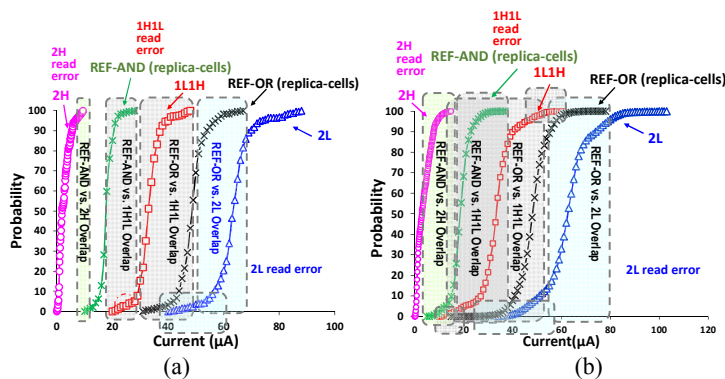 1H1L
read
error
2H
read
error
REF-AND (replica-cells)
2H
1L1H
REF-OR (replica-cells)
2L
Probability
100
90
80
70
60
50
40
30
20
10
0
REF-AND vs. 2H Overlap
REF-AND vs. 1H1L
Overlap
REF-OR vs. 1H1L
Overlap
REF-OR vs. 2L Overlap
2L read error
0
20
40
60
80
100
Current (μA)
(a)
1H1L
read
error
2H
read
error
REF-AND (replica-cells)
2H
1L1H
REF-OR (replica-cells)
2L
Probability
100
90
80
70
60
50
40
30
20
10
0
REF-AND vs. 2H Overlap
REF-AND vs. 1H1L
Overlap
REF-OR vs. 1H1L
Overlap
REF-OR vs. 2L Overlap
2L read error
0
20
40
60
80
100
Current(μA)
(b)